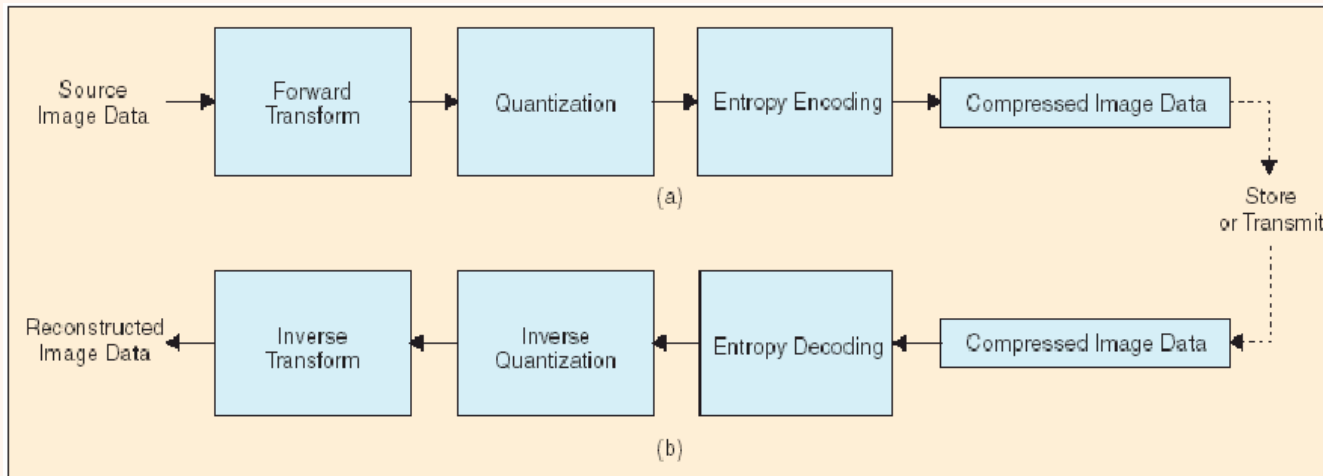 Source
Image Data
Forward
Transform
Quantization
Entropy Encoding
Compressed Image Data
(a)
Store
or Transmit
Reconstructed
Image Data
Inverse
Transform
Inverse
Quantization
Entropy Decoding
Compressed Image Data
(b)